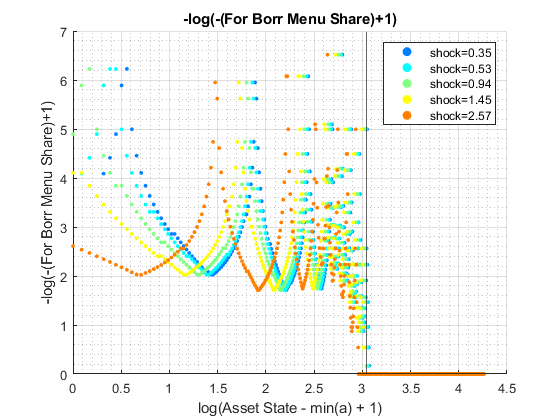 -log(-(For Borr Menu Share)+1)
-log(-(For Borr Menu Share)+1)
7
6
5
4
3
2
1
0
shock=0.35
shock=0.53
shock=0.94
shock=1.45
shock=2.57
0 0.5 1 1.5 2 2.5 3 3.5 4 4.5
log(Asset State - min(a) + 1)